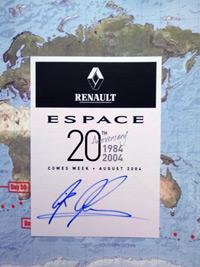 RENAULT
ESPACE
20TH Anniversary 1984 2004
COWES WEEK • AUGUST 2004